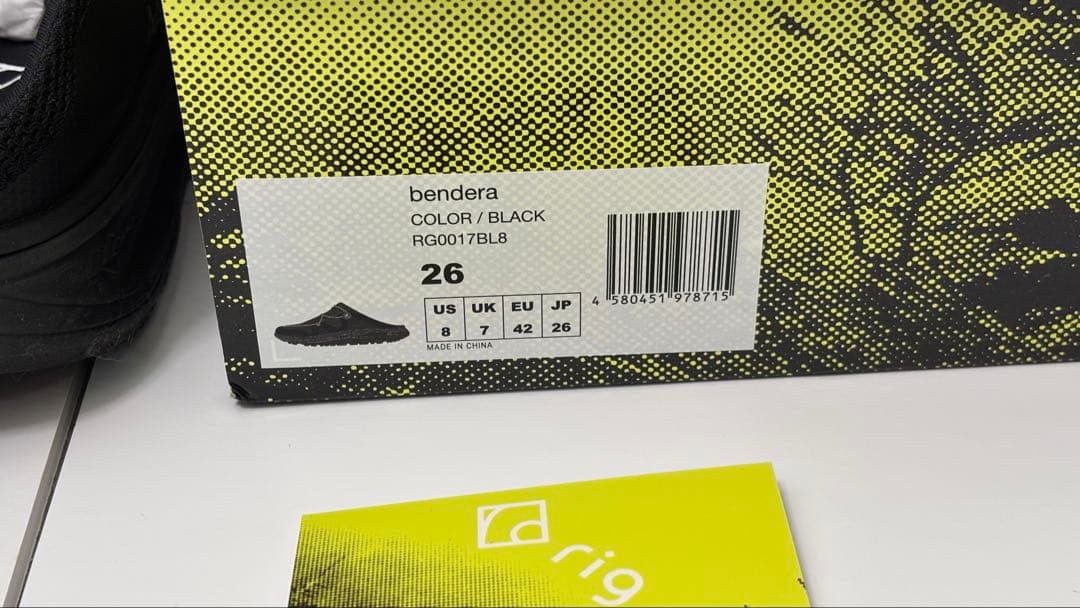 bendera
COLOR / BLACK
RG0017BL8
26
US UK EU JP
8 7 42 26
MADE IN CHINA
4 580451 978715
rig